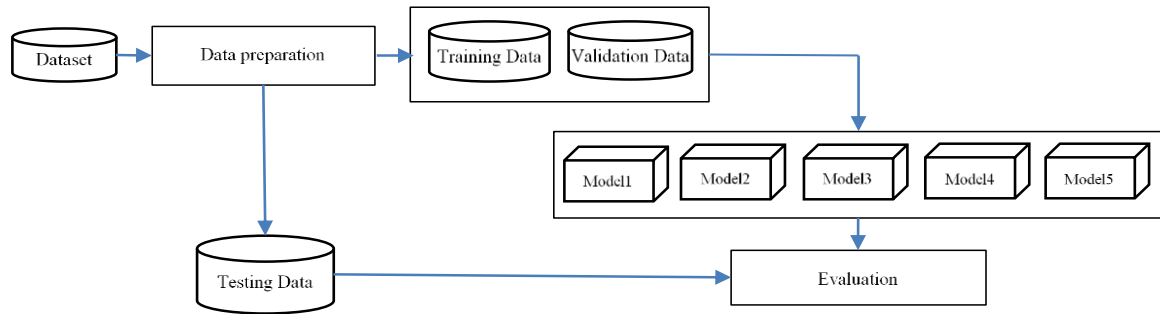 Dataset
Data preparation
Training Data
Validation Data
Model1
Model2
Model3
Model4
Model5
Testing Data
Evaluation